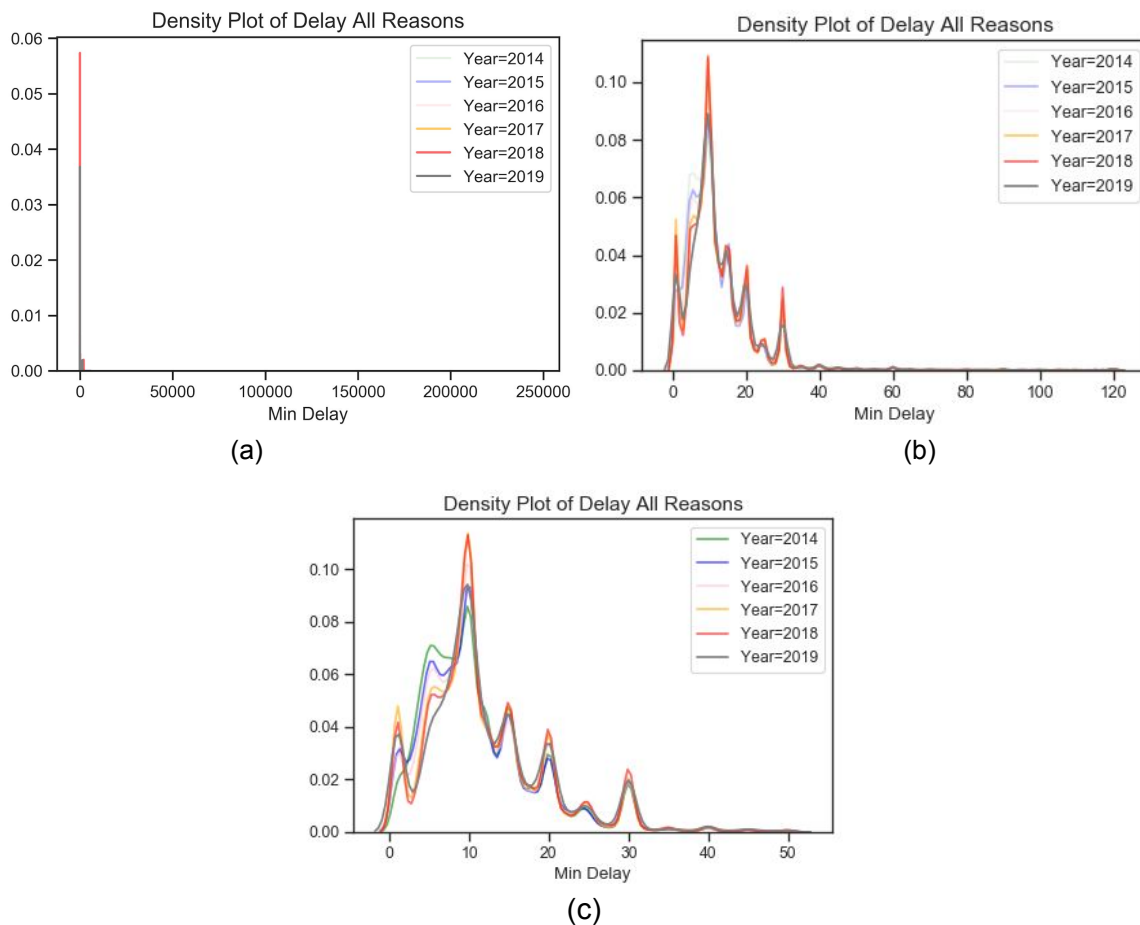 Density Plot of Delay All Reasons
0.06
0.05
0.04
0.03
0.02
0.01
0.00
Year=2014
Year=2015
Year=2016
Year=2017
Year=2018
Year=2019
0 50000 100000 150000 200000 250000
Min Delay
(a)
Density Plot of Delay All Reasons
0.10
0.08
0.06
0.04
0.02
0.00
Year=2014
Year=2015
Year=2016
Year=2017
Year=2018
Year=2019
0 20 40 60 80 100 120
Min Delay
(b)
Density Plot of Delay All Reasons
0.10
0.08
0.06
0.04
0.02
0.00
Year=2014
Year=2015
Year=2016
Year=2017
Year=2018
Year=2019
0 10 20 30 40 50
Min Delay
(c)